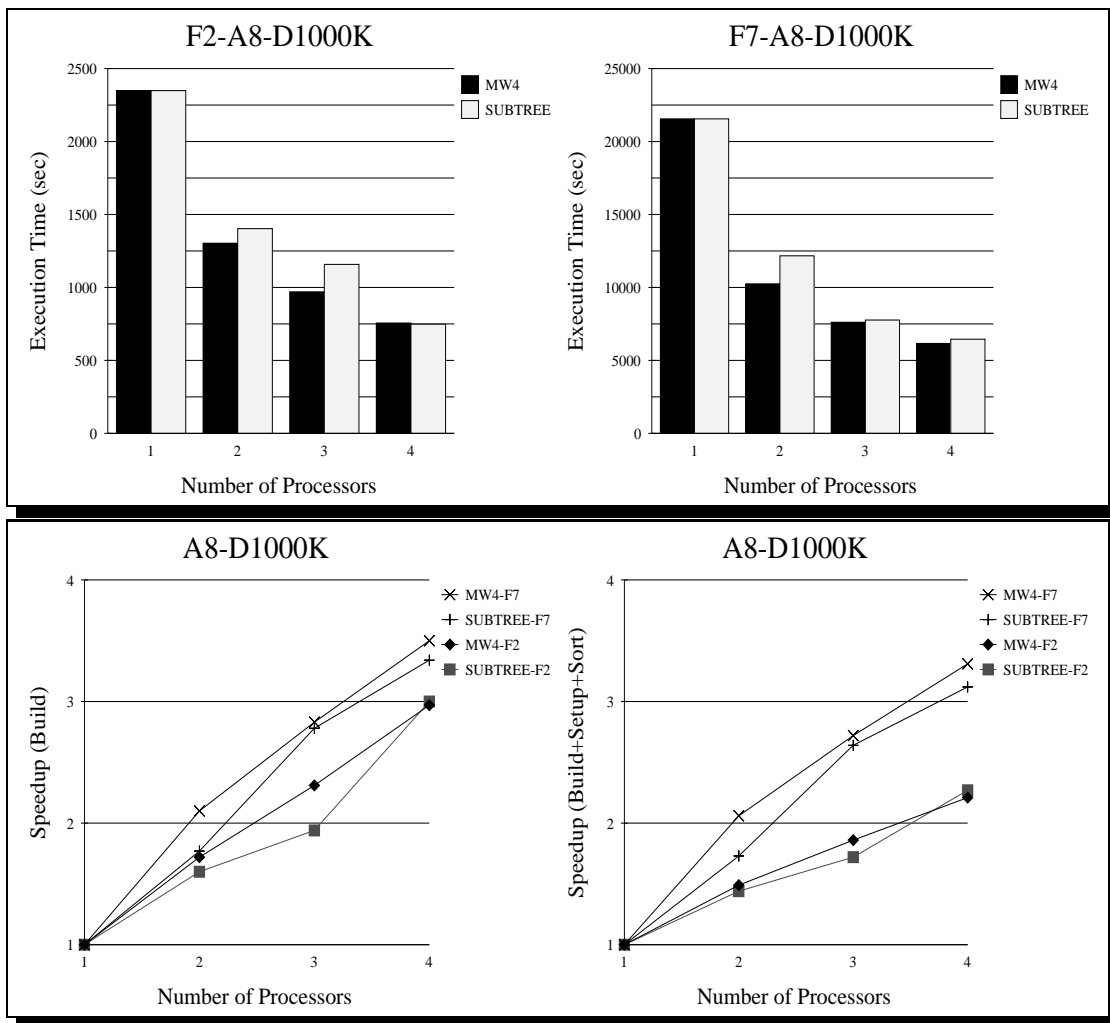 F2-A8-D1000K
2500
2000
1500
1000
500
0
Execution Time (sec)
1 2 3 4
Number of Processors
MW4
SUBTREE
F7-A8-D1000K
25000
20000
15000
10000
5000
0
Execution Time (sec)
1 2 3 4
Number of Processors
MW4
SUBTREE
A8-D1000K
4
3
2
1
Speedup (Build)
1 2 3 4
Number of Processors
MW4-F7
SUBTREE-F7
MW4-F2
SUBTREE-F2
A8-D1000K
4
3
2
1
Speedup (Build+Setup+Sort)
1 2 3 4
Number of Processors
MW4-F7
SUBTREE-F7
MW4-F2
SUBTREE-F2